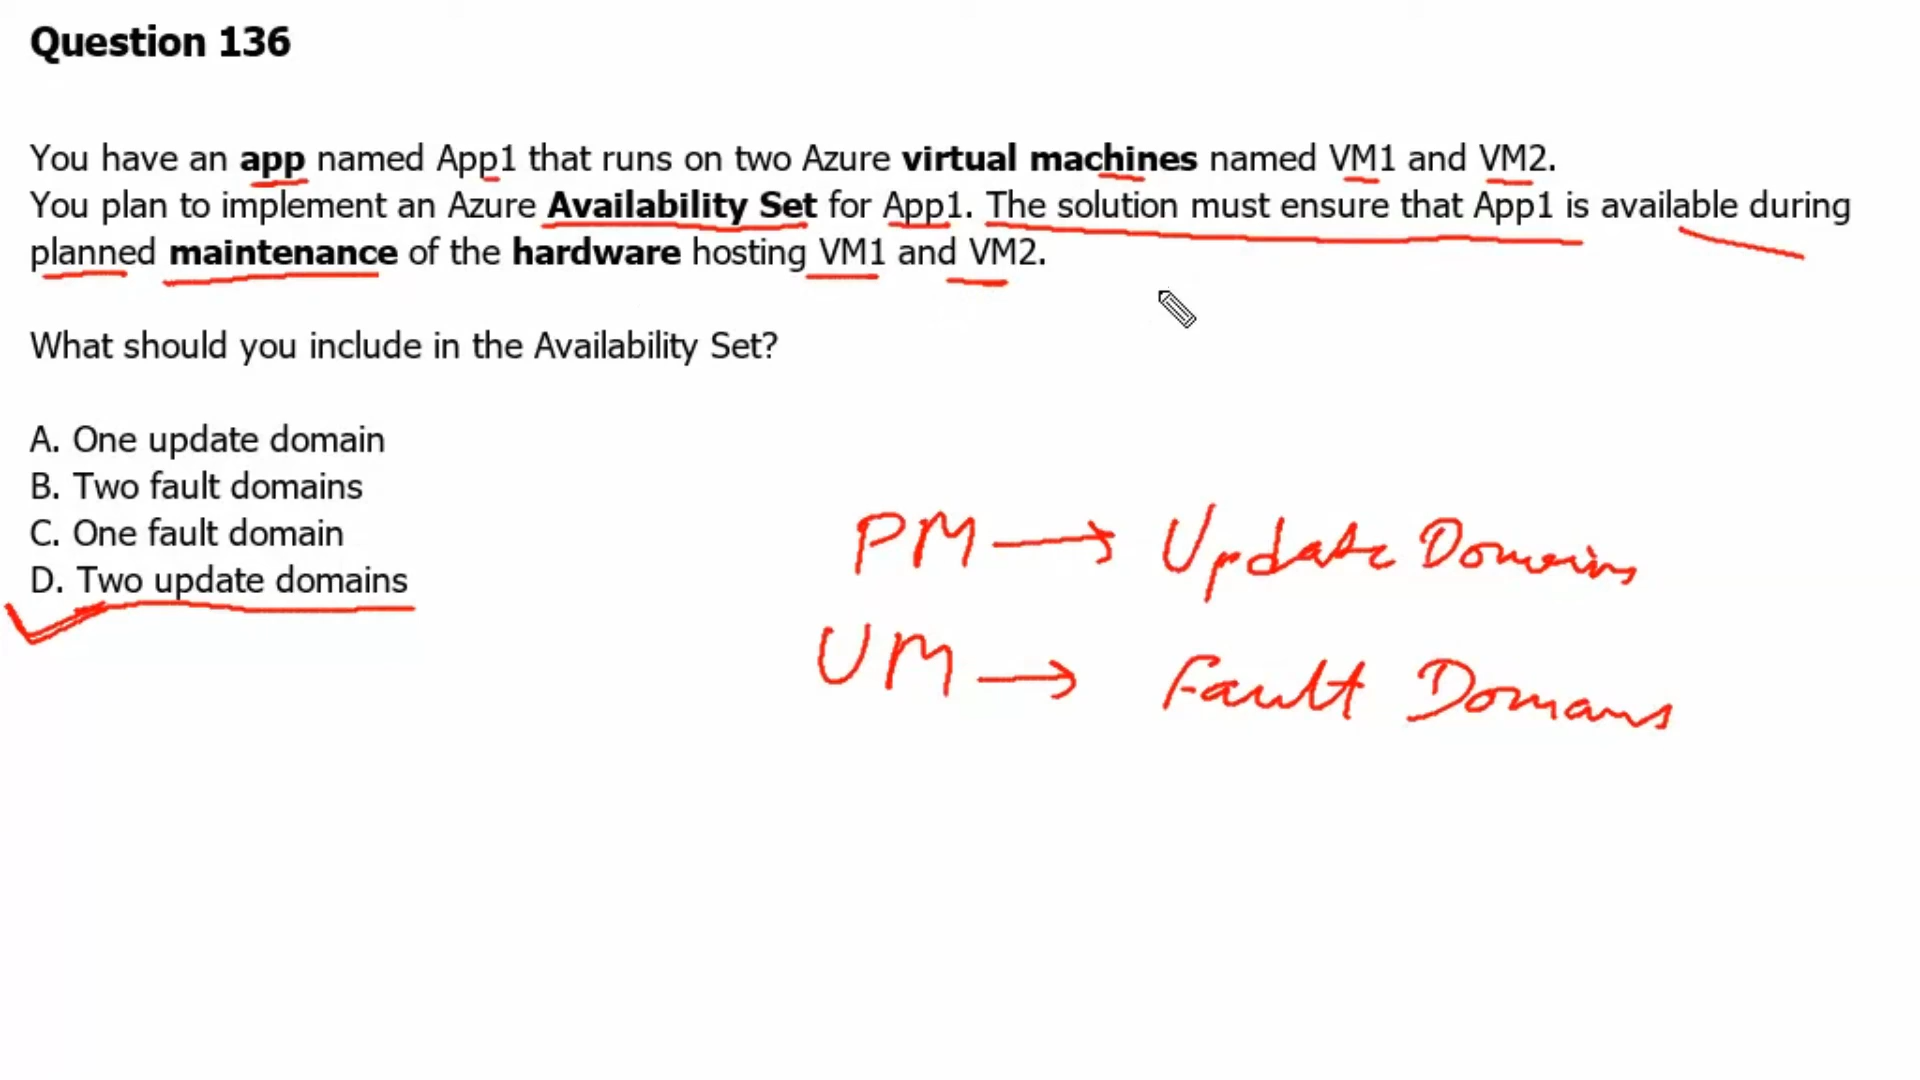 Question 136
You have an app named App1 that runs on two Azure virtual machines named VM1 and VM2.
You plan to implement an Azure Availability Set for App1. The solution must ensure that App1 is available during
planned maintenance of the hardware hosting VM1 and VM2.
What should you include in the Availability Set?
A. One update domain
B. Two fault domains
C. One fault domain
D. Two update domains
PM → Update Domains
UM → Fault Domans